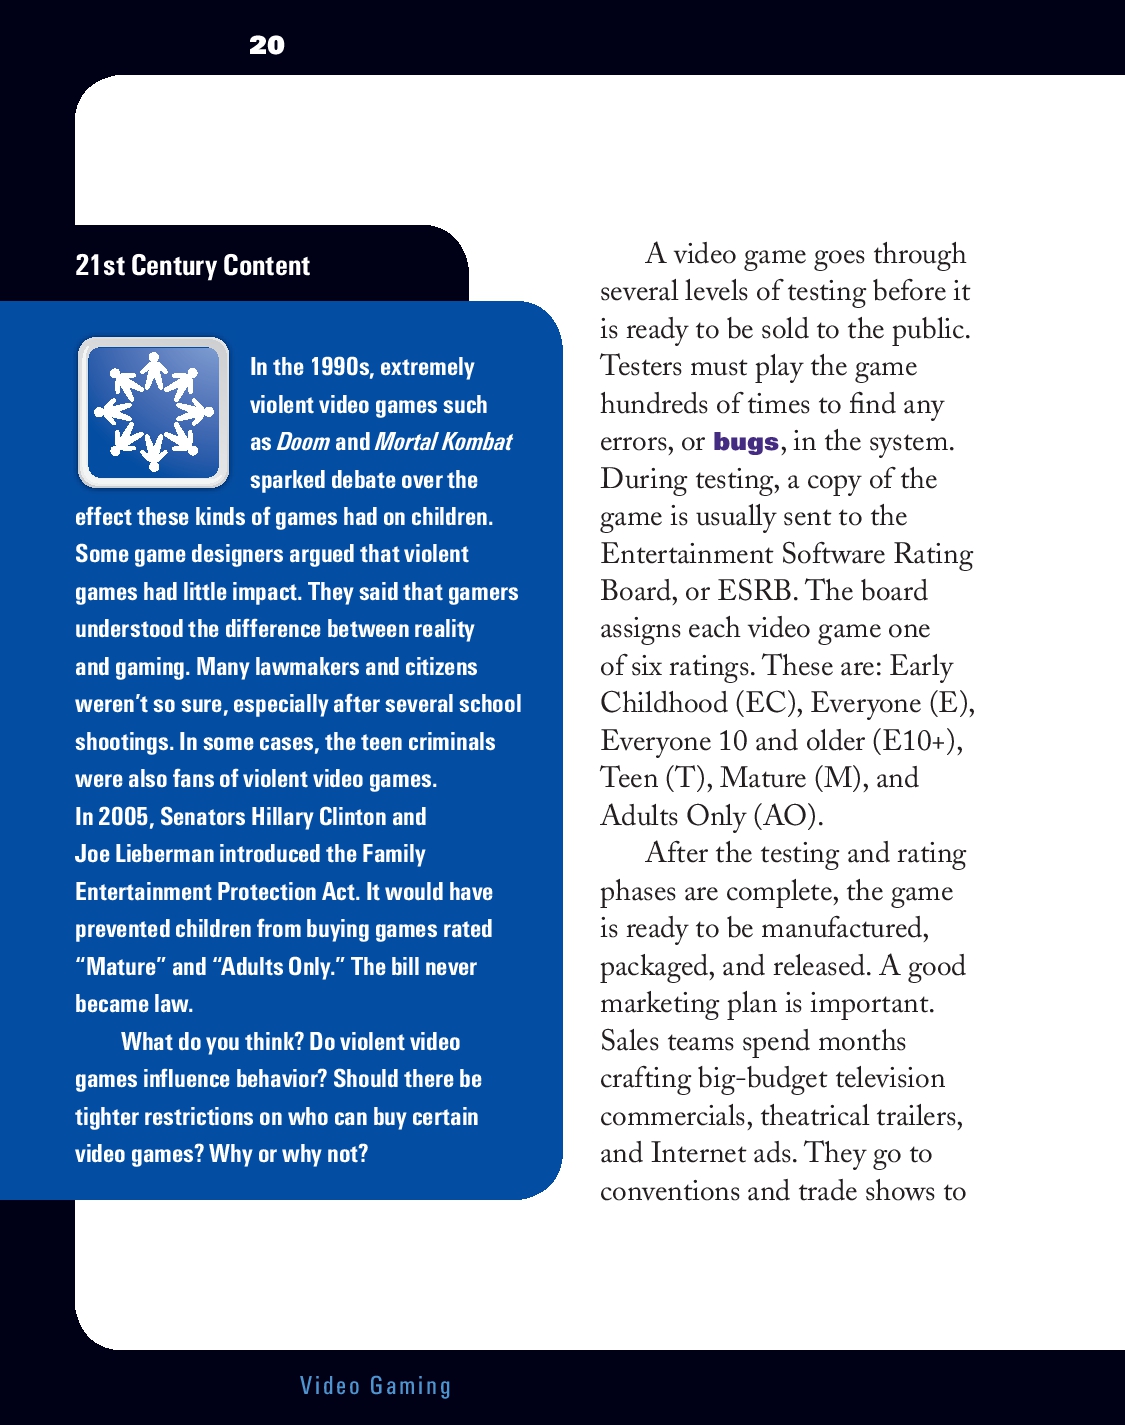 20
21st Century Content
In the 1990s, extremely
violent video games such
as Doom and Mortal Kombat
sparked debate over the
effect these kinds of games had on children.
Some game designers argued that violent
games had little impact. They said that gamers
understood the difference between reality
and gaming. Many lawmakers and citizens
weren’t so sure, especially after several school
shootings. In some cases, the teen criminals
were also fans of violent video games.
In 2005, Senators Hillary Clinton and
Joe Lieberman introduced the Family
Entertainment Protection Act. It would have
prevented children from buying games rated
“Mature” and “Adults Only.” The bill never
became law.
What do you think? Do violent video
games influence behavior? Should there be
tighter restrictions on who can buy certain
video games? Why or why not?
A video game goes through
several levels of testing before it
is ready to be sold to the public.
Testers must play the game
hundreds of times to find any
errors, or bugs, in the system.
During testing, a copy of the
game is usually sent to the
Entertainment Software Rating
Board, or ESRB. The board
assigns each video game one
of six ratings. These are: Early
Childhood (EC), Everyone (E),
Everyone 10 and older (E10+),
Teen (T), Mature (M), and
Adults Only (AO).
After the testing and rating
phases are complete, the game
is ready to be manufactured,
packaged, and released. A good
marketing plan is important.
Sales teams spend months
crafting big-budget television
commercials, theatrical trailers,
and Internet ads. They go to
conventions and trade shows to
Video Gaming